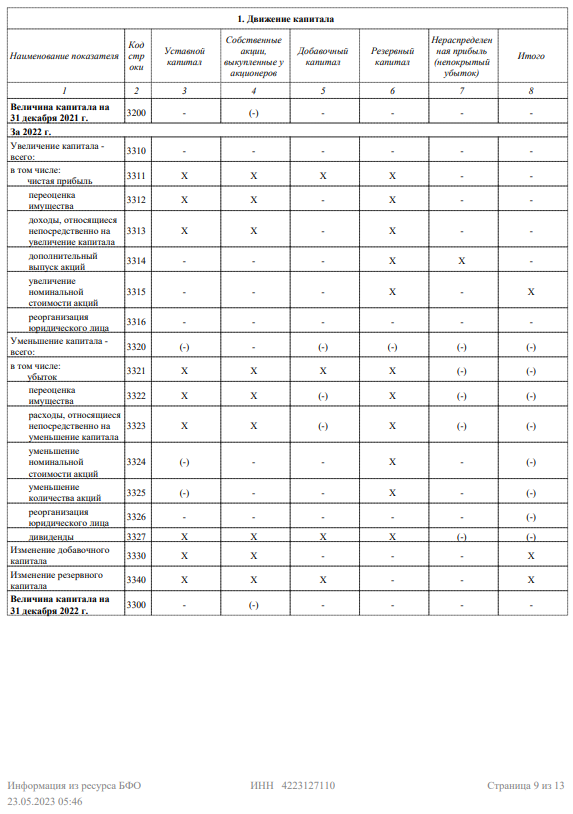 1. Движение капитала
Наименование показателя Код стр оки Уставной капитал Собственные акции, выкупленные у акционеров Добавочный капитал Резервный капитал Нераспределен ная прибыль (непокрытый убыток) Итого
1 2 3 4 5 6 7 8
Величина капитала на 31 декабря 2021 г. 3200 - (-) - - - -
За 2022 г.
Увеличение капитала - всего: 3310 - - - - - -
в том числе: чистая прибыль 3311 X X X X - -
переоценка имущества 3312 X X - X - -
доходы, относящиеся непосредственно на увеличение капитала 3313 X X - X - -
дополнительный выпуск акций 3314 - - - X X -
увеличение номинальной стоимости акций 3315 - - - X - X
реорганизация юридического лица 3316 - - - - - -
Уменьшение капитала - всего: 3320 (-) - (-) (-) (-) (-)
в том числе: убыток 3321 X X X X (-) (-)
переоценка имущества 3322 X X (-) X (-) (-)
расходы, относящиеся непосредственно на уменьшение капитала 3323 X X (-) X (-) (-)
уменьшение номинальной стоимости акций 3324 (-) - - X - (-)
уменьшение количества акций 3325 (-) - - X - (-)
реорганизация юридического лица 3326 - - - - - (-)
дивиденды 3327 X X X X (-) (-)
Изменение добавочного капитала 3330 X X - - - X
Изменение резервного капитала 3340 X X X - - X
Величина капитала на 31 декабря 2022 г. 3300 - (-) - - - -
Информация из ресурса БФО ИНН 4223127110 Страница 9 из 13
23.05.2023 05:46